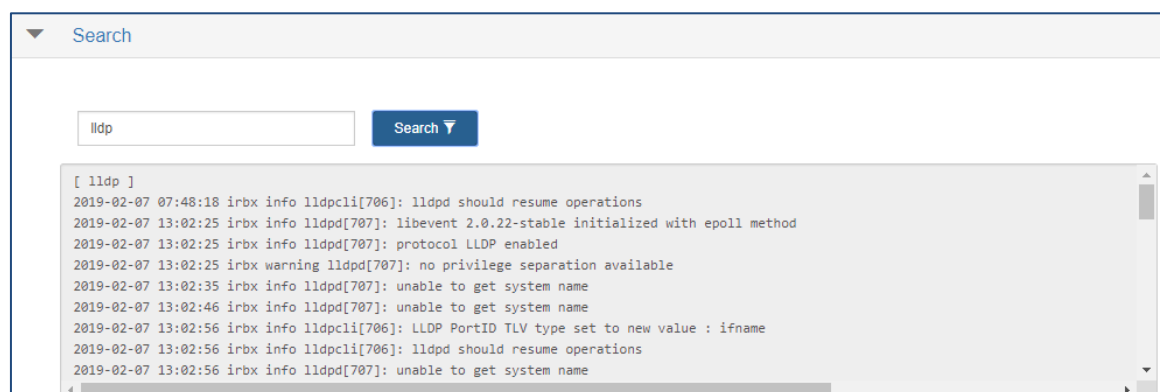 Search
lldp
Search
[ lldp ]
2019-02-07 07:48:18 irbx info lldpcli[706]: lldpd should resume operations
2019-02-07 13:02:25 irbx info lldpd[707]: libevent 2.0.22-stable initialized with epoll method
2019-02-07 13:02:25 irbx info lldpd[707]: protocol LLDP enabled
2019-02-07 13:02:25 irbx warning lldpd[707]: no privilege separation available
2019-02-07 13:02:35 irbx info lldpd[707]: unable to get system name
2019-02-07 13:02:46 irbx info lldpd[707]: unable to get system name
2019-02-07 13:02:56 irbx info lldpcli[706]: LLDP PortID TLV type set to new value : ifname
2019-02-07 13:02:56 irbx info lldpcli[706]: lldpd should resume operations
2019-02-07 13:02:56 irbx info lldpd[707]: unable to get system name